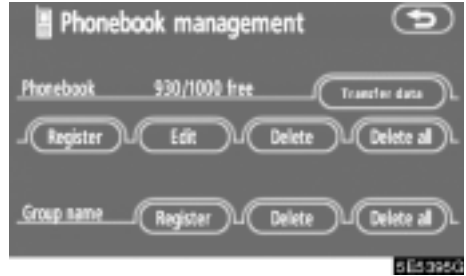 Phonebook management
Phonebook 930/1000 free Transfer data
Register Edit Delete Delete all
Group name Register Delete Delete all